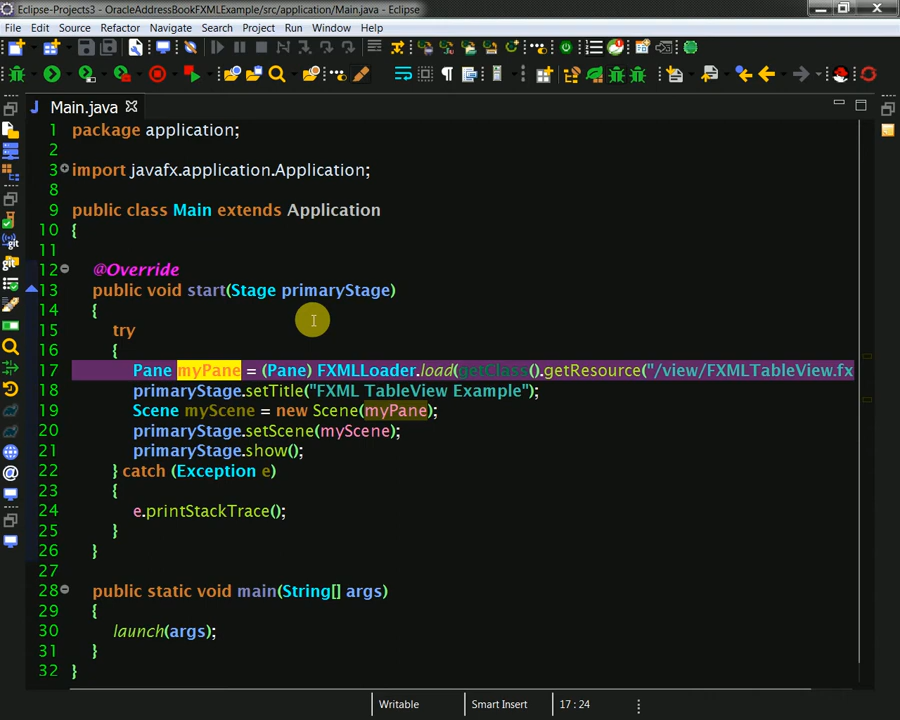 Eclipse-Projects3 - OracleAddressBookFXMLExample/src/application/Main.java - Eclipse
File Edit Source Refactor Navigate Search Project Run Window Help
Main.java
1 package application;
2
3 import javafx.application.Application;
8
9 public class Main extends Application
10 {
11
12 @Override
13 public void start(Stage primaryStage)
14 {
15 try
16 {
17 Pane myPane = (Pane) FXMLLoader.load(getClass().getResource("/view/FXMLTableView.fx
18 primaryStage.setTitle("FXML TableView Example");
19 Scene myScene = new Scene(myPane);
20 primaryStage.setScene(myScene);
21 primaryStage.show();
22 } catch (Exception e)
23 {
24 e.printStackTrace();
25 }
26 }
27
28 public static void main(String[] args)
29 {
30 launch(args);
31 }
32 }
Writable Smart Insert 17 : 24